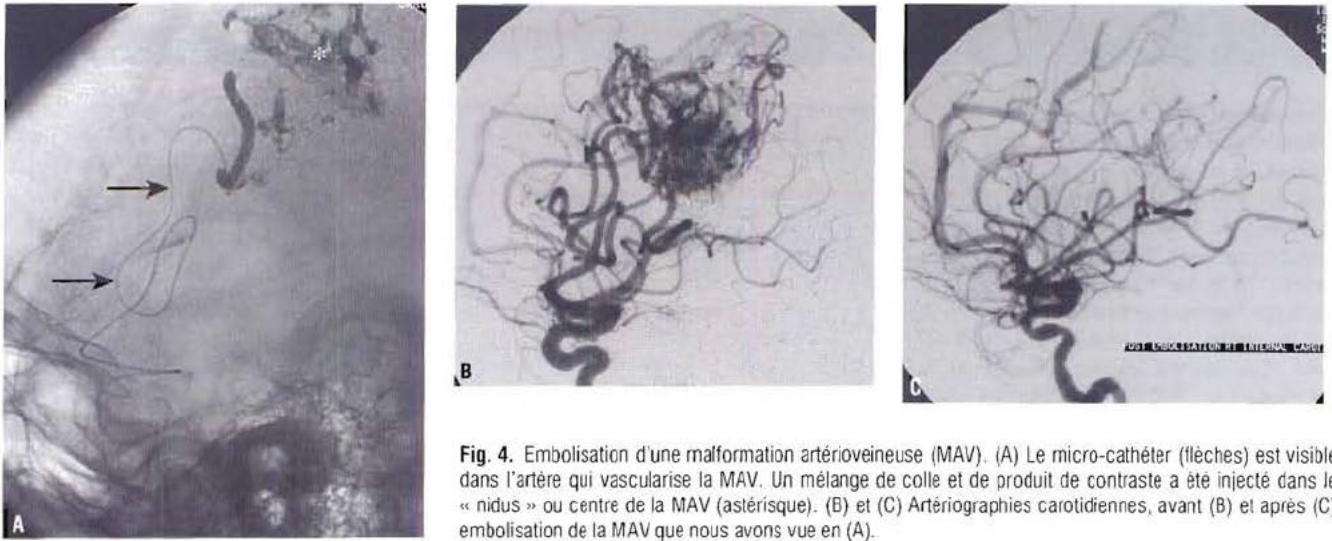 A
*
B
POST EMBOLISATION RT INTERNAL CAROT
C
Fig. 4. Embolisation d'une malformation artérioveineuse (MAV). (A) Le micro-cathéter (flèches) est visible
dans l'artère qui vascularise la MAV. Un mélange de colle et de produit de contraste a été injecté dans le
« nidus » ou centre de la MAV (astérisque). (B) et (C) Artériographies carotidiennes, avant (B) et après (C)
embolisation de la MAV que nous avons vue en (A).